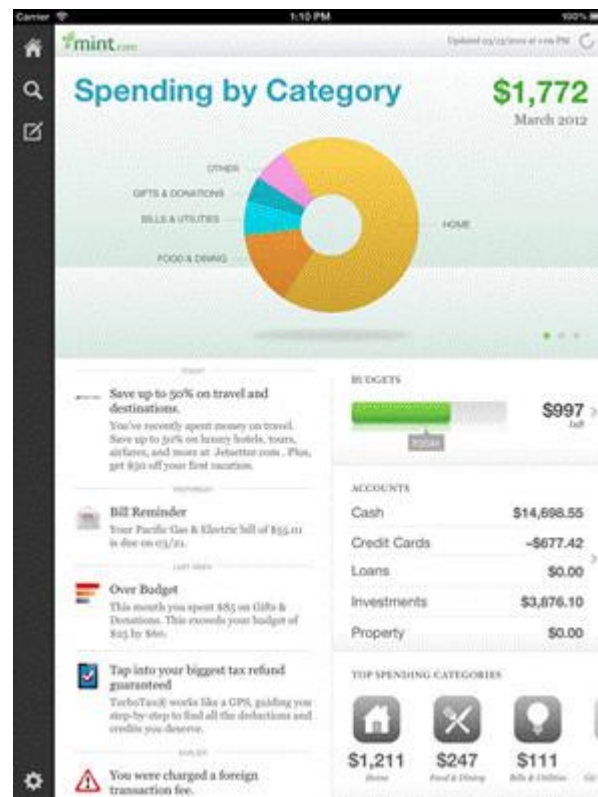 Carrier 1:10 PM 100%
mint.com
Spending by Category
$1,772
March 2012
OTHER
GIFTS & DONATIONS
BILLS & UTILITIES
FOOD & DINING
HOME
TODAY
Save up to 50% on travel and
destinations.
You've recently spent money on travel.
Save up to 50% on luxury hotels, tours,
airfares, and more at Jetsetter.com. Plus,
get $50 off your first vacation.
YESTERDAY
Bill Reminder
Your Pacific Gas & Electric bill of $55.01
is due on 03/21.
LAST WEEK
Over Budget
This month you spent $85 on Gifts &
Donations. This exceeds your budget of
$25 by $60.
Tap into your biggest tax refund
guaranteed
TurboTax® works like a GPS, guiding you
step-by-step to find all the deductions and
credits you deserve.
EARLIER
You were charged a foreign
transaction fee.
BUDGETS
$997
left
TODAY
ACCOUNTS
Cash $14,698.55
Credit Cards -$677.42
Loans $0.00
Investments $3,876.10
Property $0.00
TOP SPENDING CATEGORIES
$1,211 $247 $111
Home Food & Dining Bills & Utilities